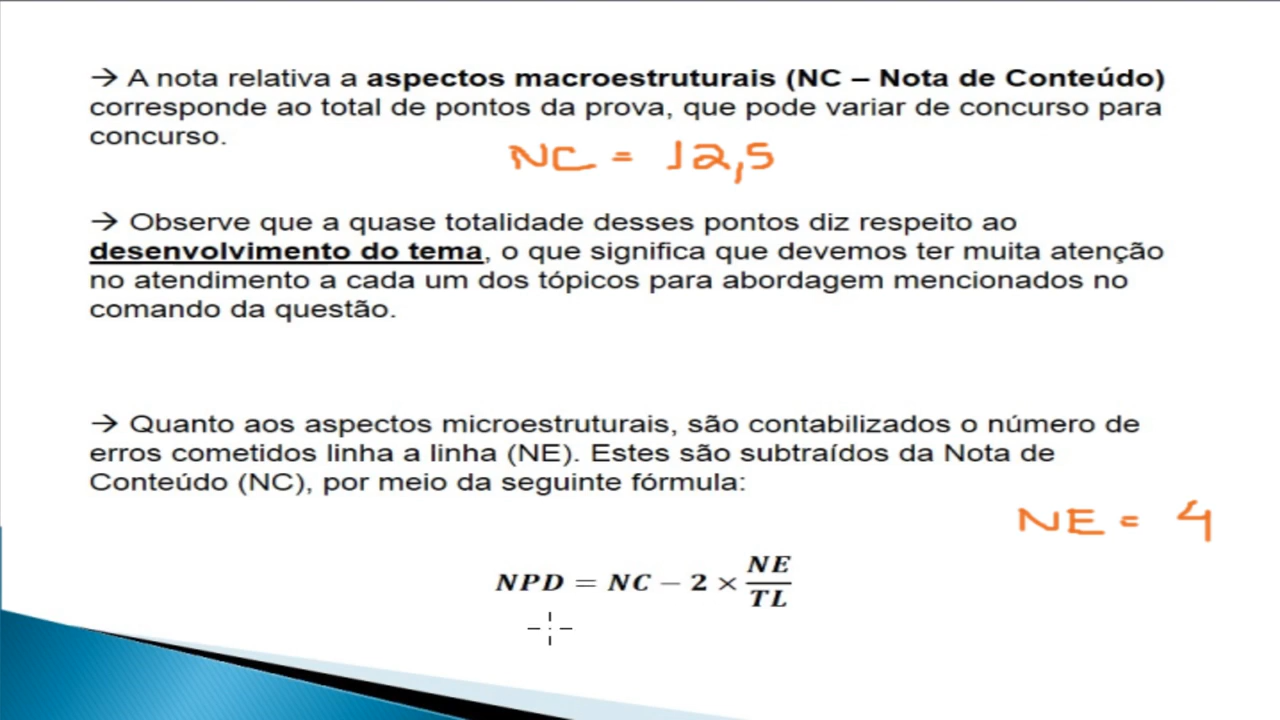 → A nota relativa a aspectos macroestruturais (NC – Nota de Conteúdo)
corresponde ao total de pontos da prova, que pode variar de concurso para
concurso.
NC = 12,5
→ Observe que a quase totalidade desses pontos diz respeito ao
desenvolvimento do tema, o que significa que devemos ter muita atenção
no atendimento a cada um dos tópicos para abordagem mencionados no
comando da questão.
→ Quanto aos aspectos microestruturais, são contabilizados o número de
erros cometidos linha a linha (NE). Estes são subtraídos da Nota de
Conteúdo (NC), por meio da seguinte fórmula:
NE = 4
NPD = NC − 2 × NE/TL